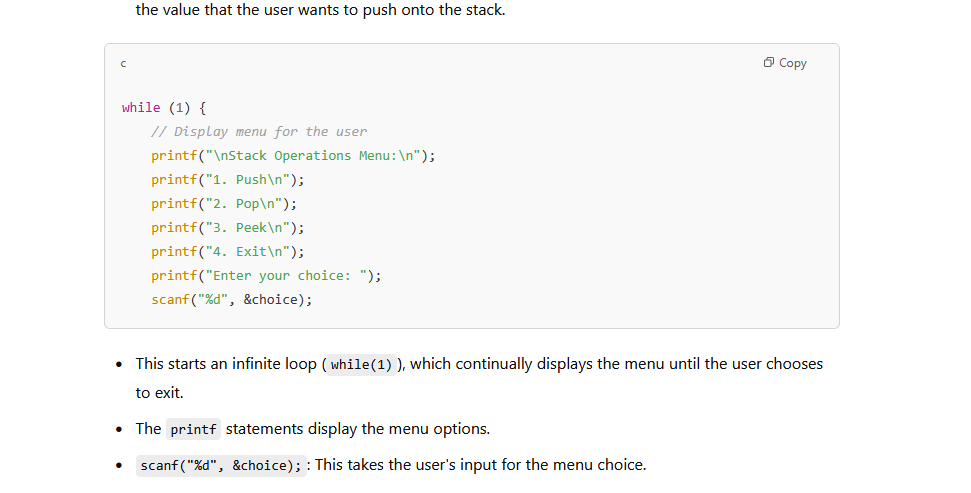 the value that the user wants to push onto the stack.
c
Copy
while (1) {
    // Display menu for the user
    printf("\nStack Operations Menu:\n");
    printf("1. Push\n");
    printf("2. Pop\n");
    printf("3. Peek\n");
    printf("4. Exit\n");
    printf("Enter your choice: ");
    scanf("%d", &choice);
• This starts an infinite loop ( while(1) ), which continually displays the menu until the user chooses
to exit.
• The printf statements display the menu options.
• scanf("%d", &choice); : This takes the user's input for the menu choice.